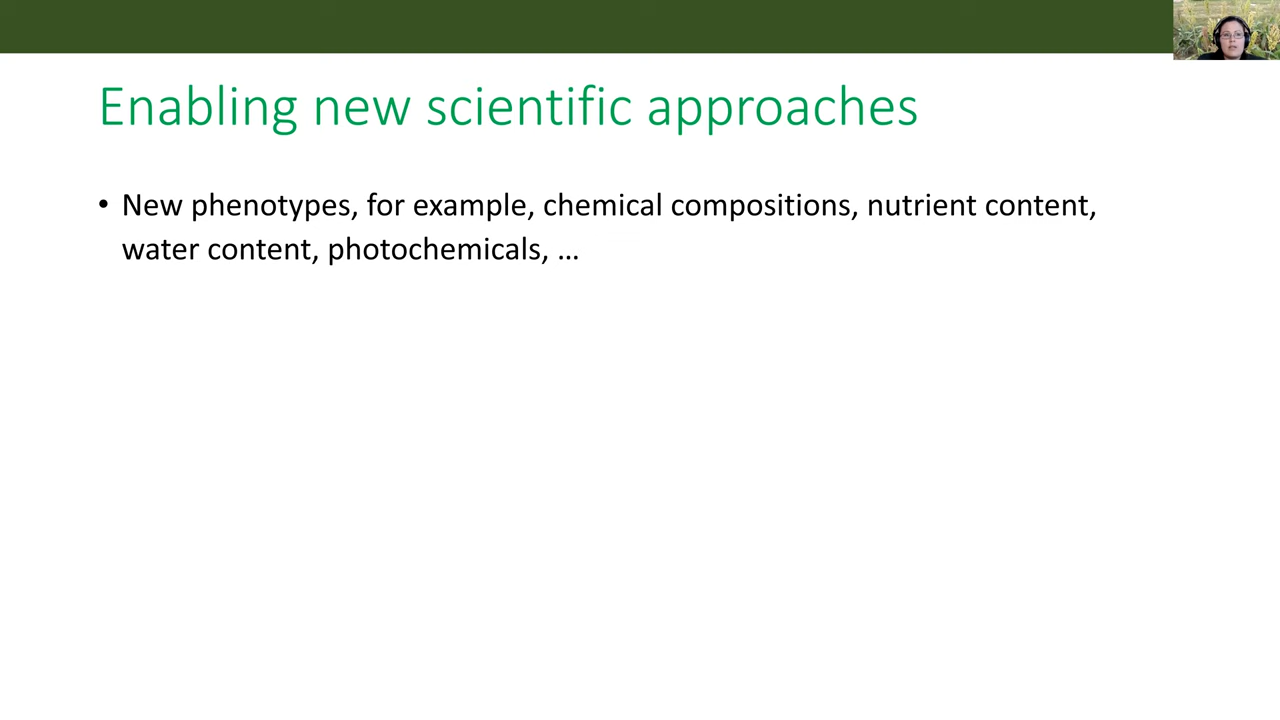 Enabling new scientific approaches
• New phenotypes, for example, chemical compositions, nutrient content,
water content, photochemicals, ...